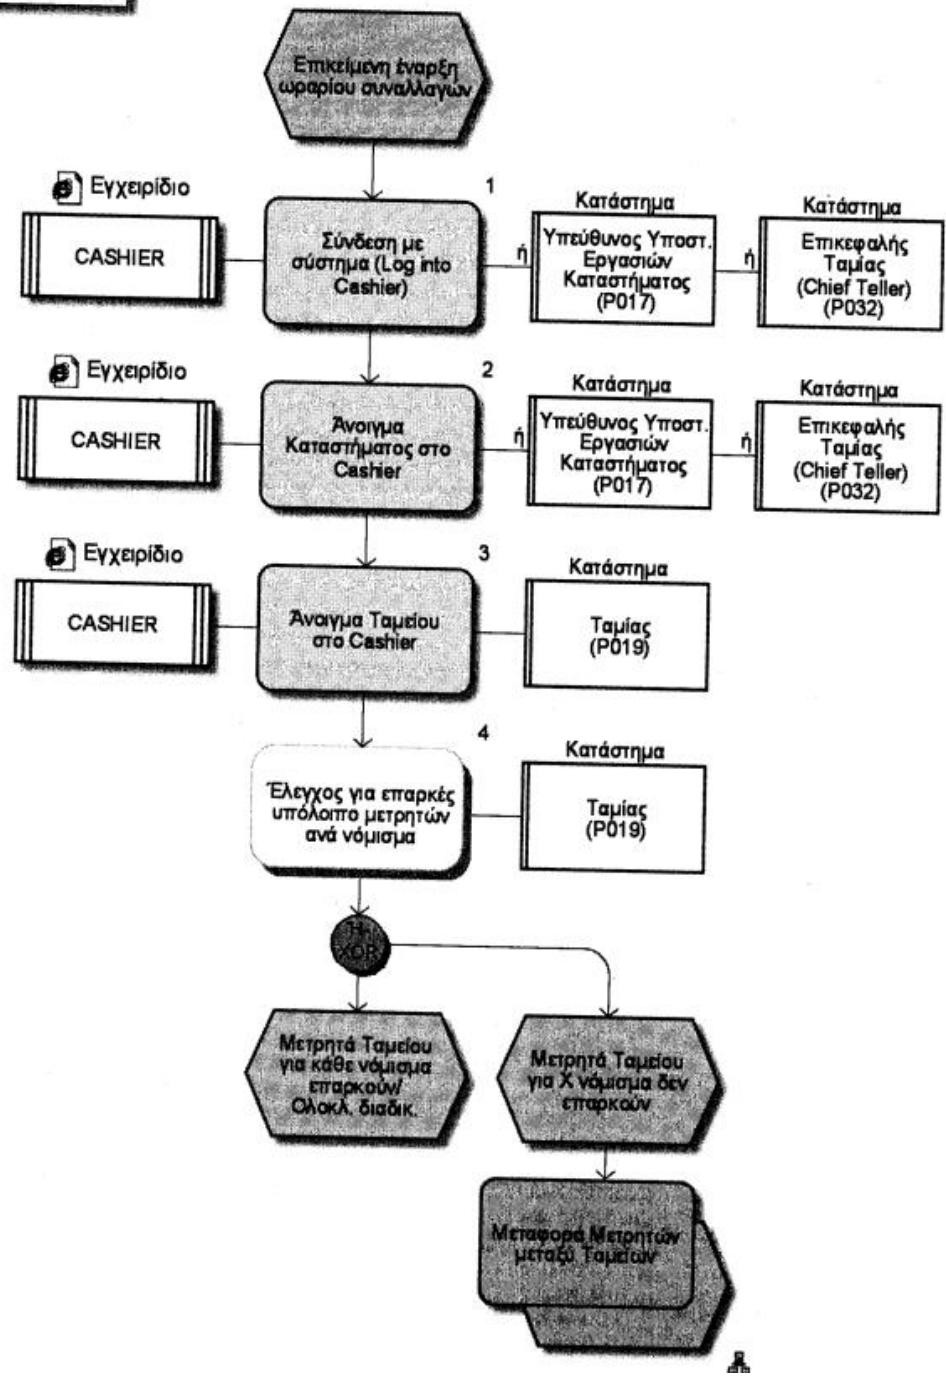 Επικείμενη έναρξη
ωραρίου συναλλαγών
1
Εγχειρίδιο
CASHIER
Σύνδεση με
σύστημα (Log into
Cashier)
ή
Κατάστημα
Υπεύθυνος Υποστ.
Εργασιών
Καταστήματος
(P017)
ή
Κατάστημα
Επικεφαλής
Ταμίας
(Chief Teller)
(P032)
2
Εγχειρίδιο
CASHIER
Άνοιγμα
Καταστήματος στο
Cashier
ή
Κατάστημα
Υπεύθυνος Υποστ.
Εργασιών
Καταστήματος
(P017)
ή
Κατάστημα
Επικεφαλής
Ταμίας
(Chief Teller)
(P032)
3
Εγχειρίδιο
CASHIER
Άνοιγμα Ταμείου
στο Cashier
Κατάστημα
Ταμίας
(P019)
4
Έλεγχος για επαρκές
υπόλοιπο μετρητών
ανά νόμισμα
Κατάστημα
Ταμίας
(P019)
Ή-
XOR
Μετρητά Ταμείου
για κάθε νόμισμα
επαρκούν/
Ολοκλ. διαδικ.
Μετρητά Ταμείου
για Χ νόμισμα δεν
επαρκούν
Μεταφορά Μετρητών
μεταξύ Ταμείων